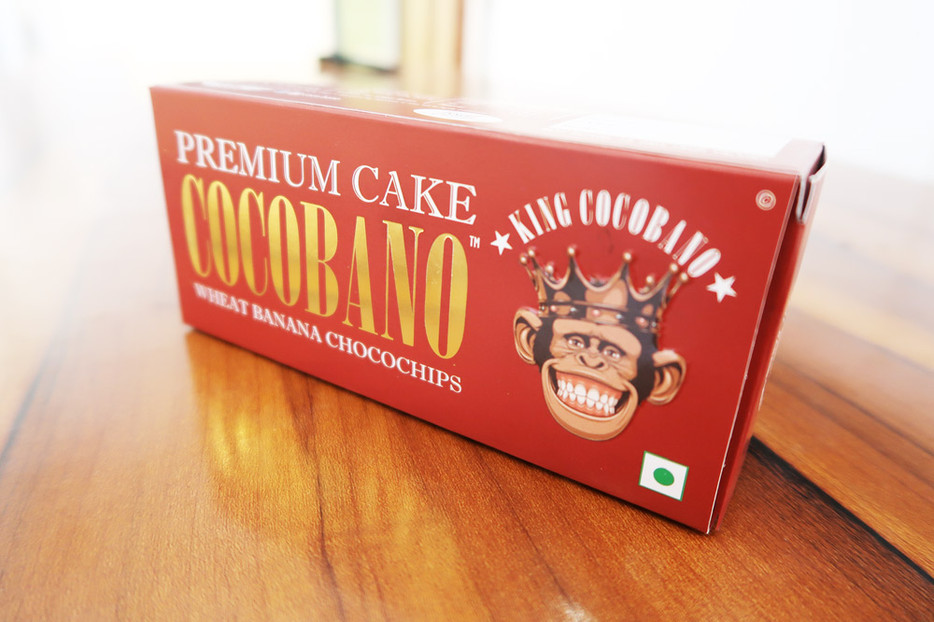 PREMIUM CAKE
COCOBANO™
WHEAT BANANA CHOCOCHIPS
KING COCOBANO
©